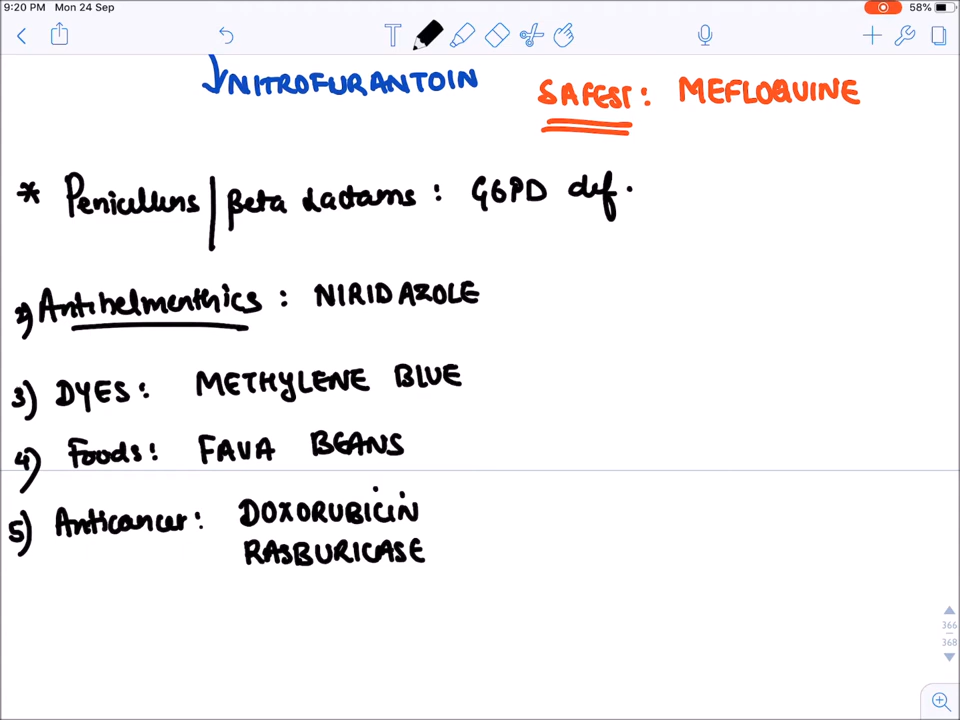 9:20 PM Mon 24 Sep
58%
T
↓NITROFURANTOIN
SAFEST: MEFLOQUINE
* Penicillins | Beta Lactams : G6PD def.
2) Antihelmenthics : NIRIDAZOLE
3) DYES: METHYLENE BLUE
4) Foods: FAVA BEANS
5) Anticancer: DOXORUBICIN
RASBURICASE
366
368